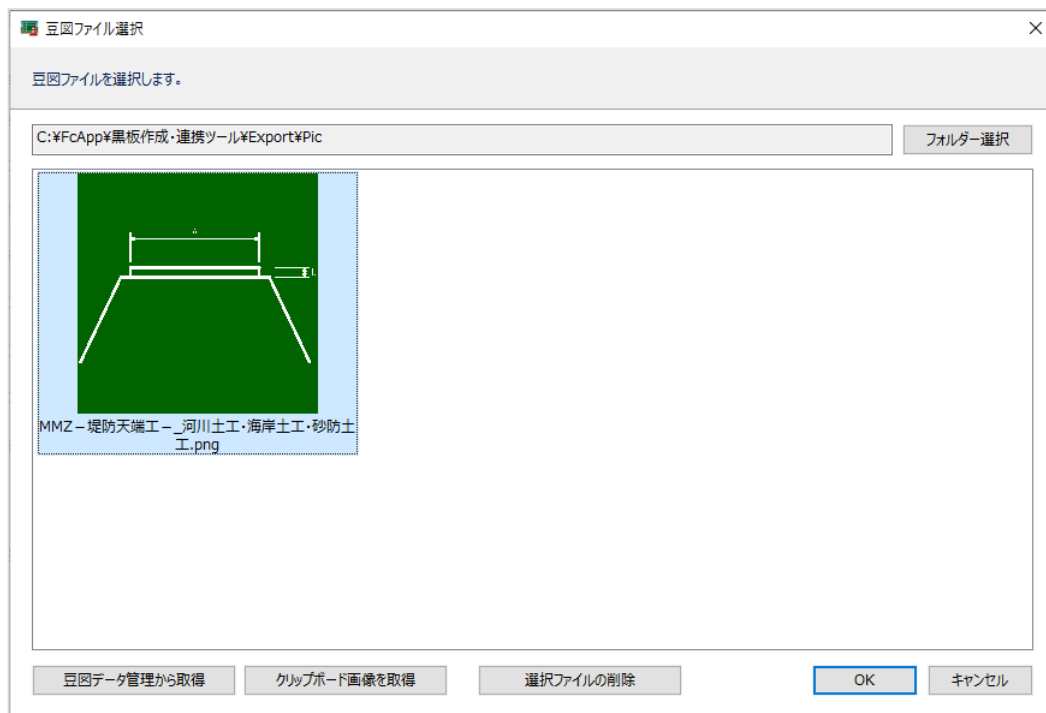 豆図ファイル選択
豆図ファイルを選択します。
C:¥FcApp¥黒板作成・連携ツール¥Export¥Pic
フォルダー選択
A
MMZ－堤防天端工－_河川土工・海岸土工・砂防土
工.png
豆図データ管理から取得
クリップボード画像を取得
選択ファイルの削除
OK
キャンセル